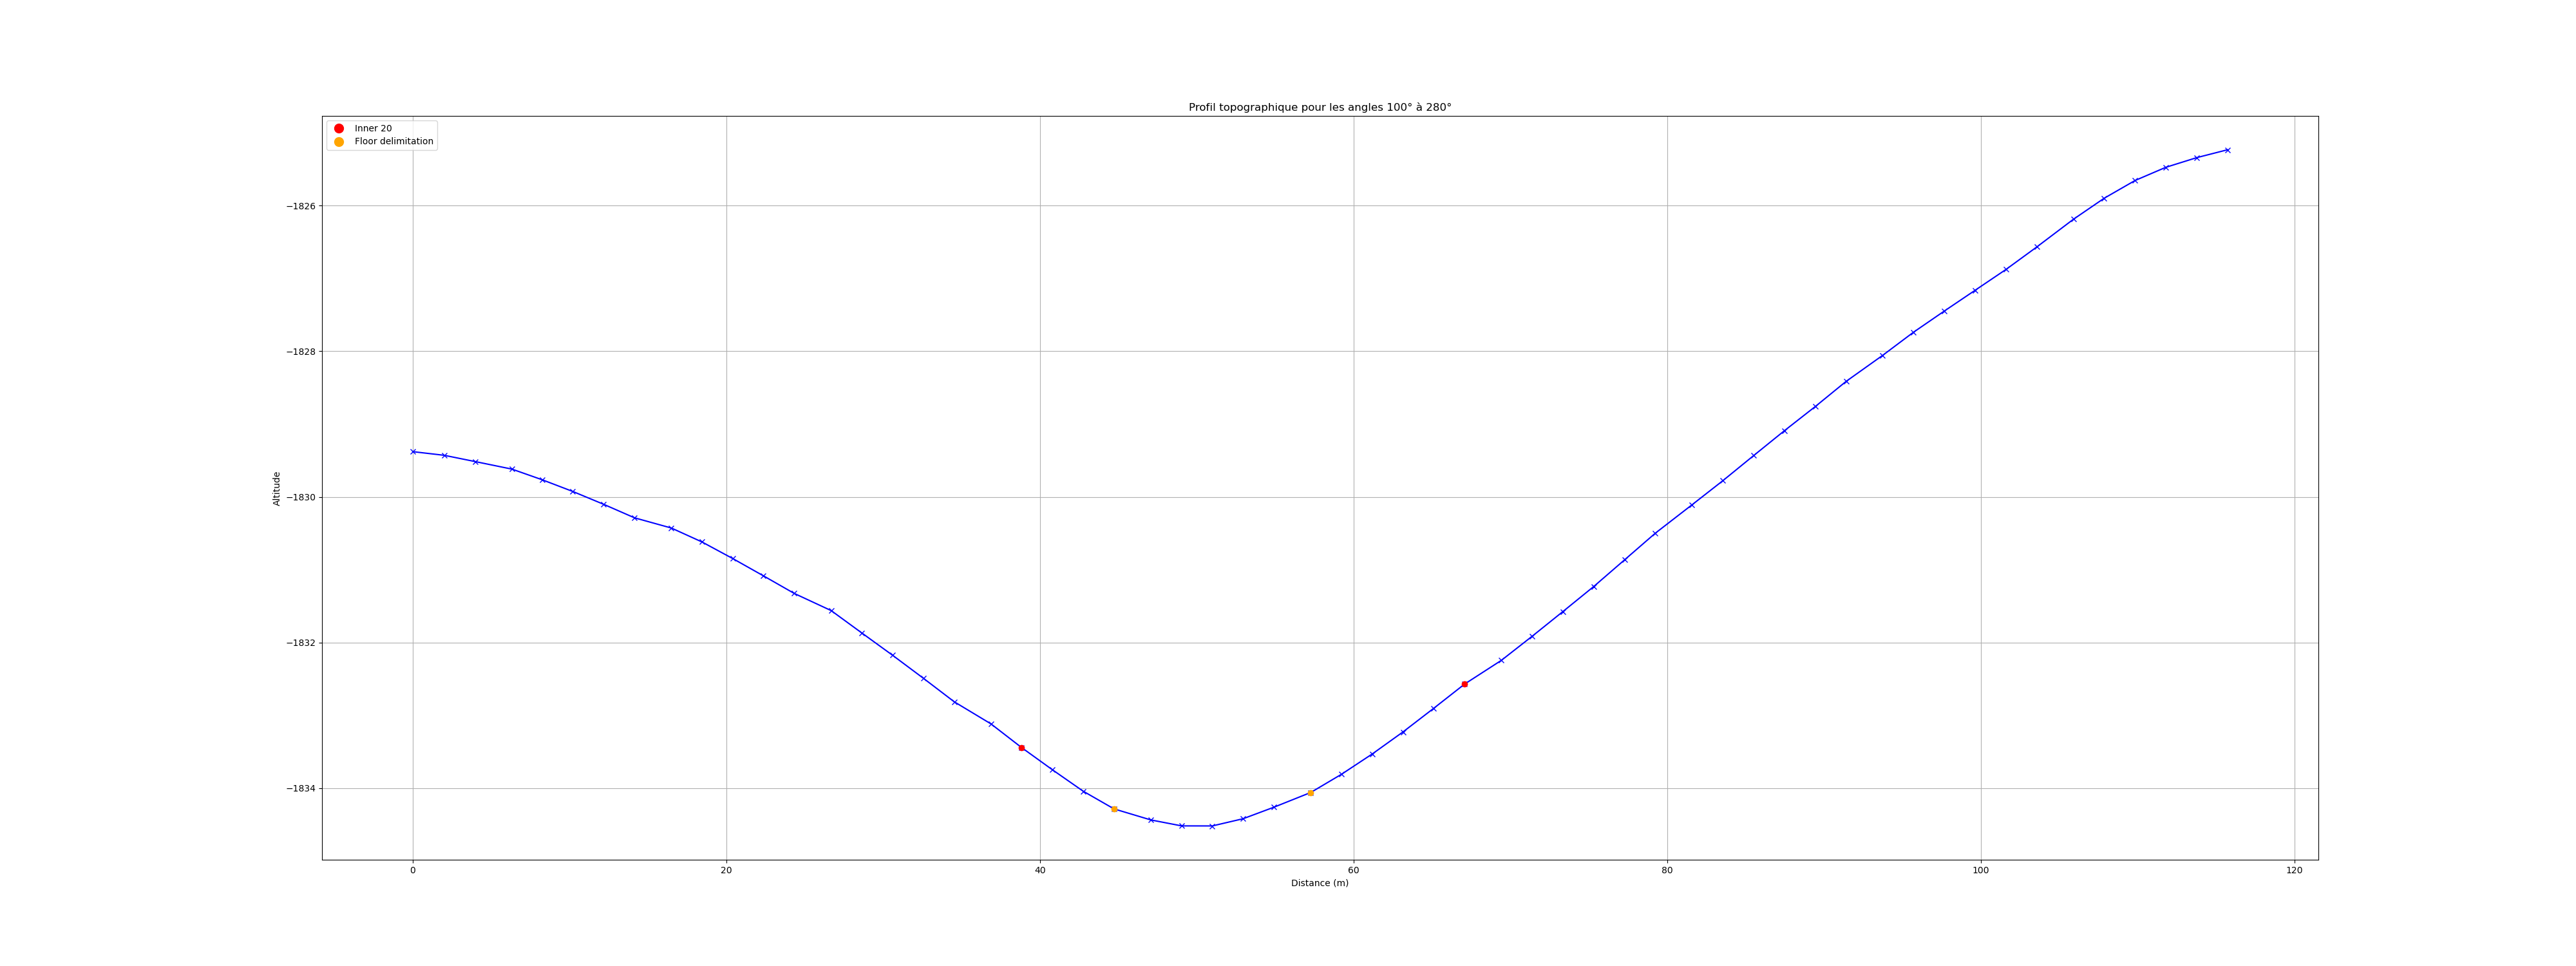 Profil topographique pour les angles 100° à 280°
Inner 20
Floor delimitation
−1826
−1828
−1830
−1832
−1834
Altitude
0 20 40 60 80 100 120
Distance (m)